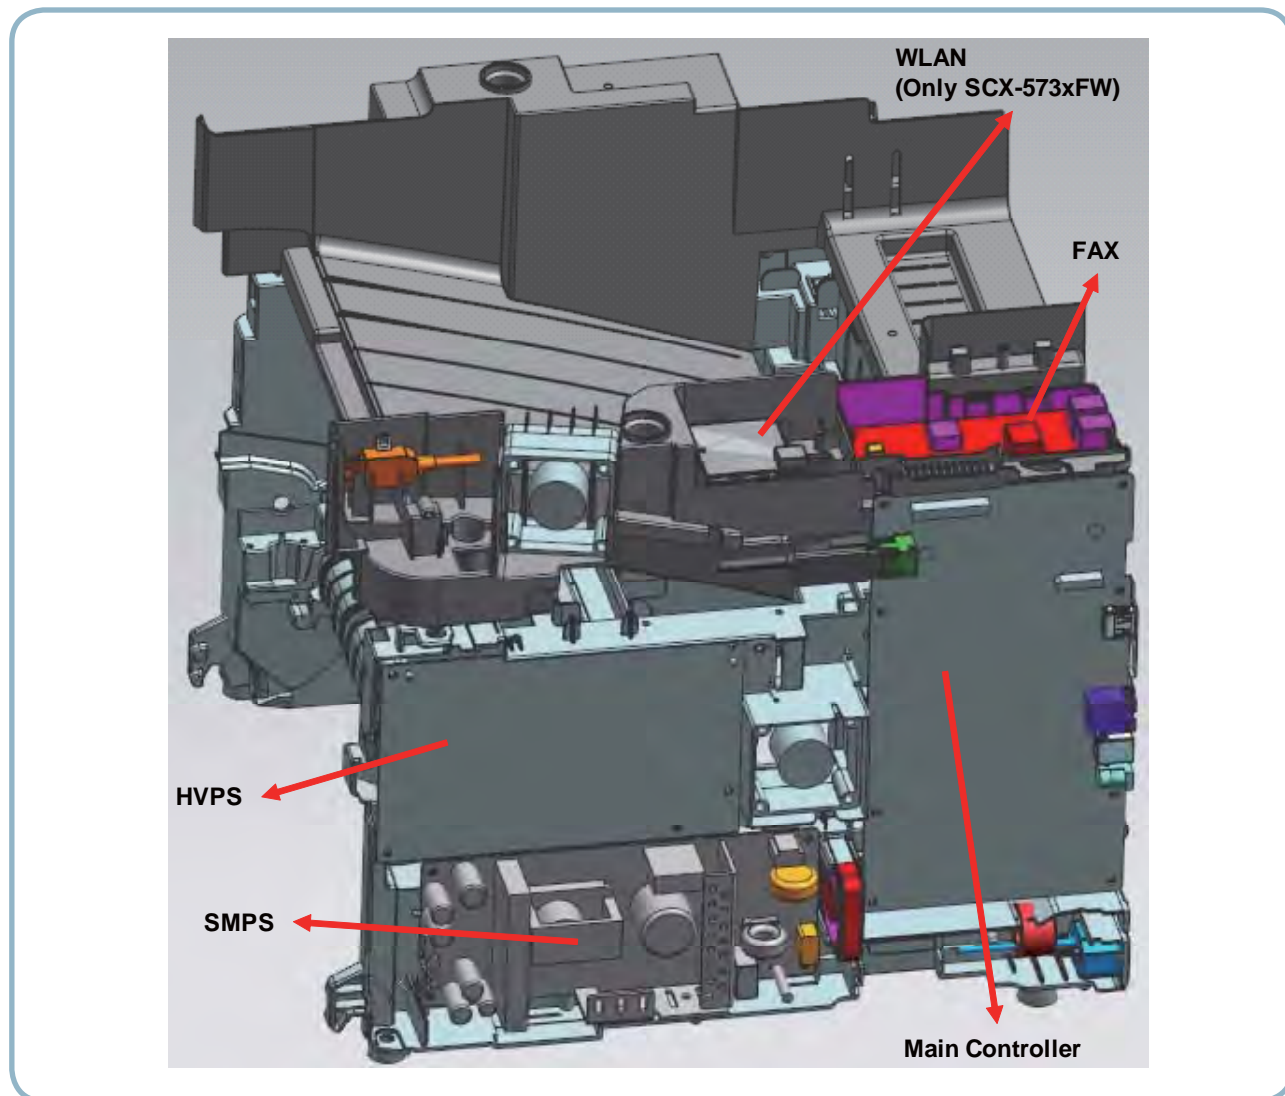 WLAN
(Only SCX-573xFW)
FAX
HVPS
SMPS
Main Controller